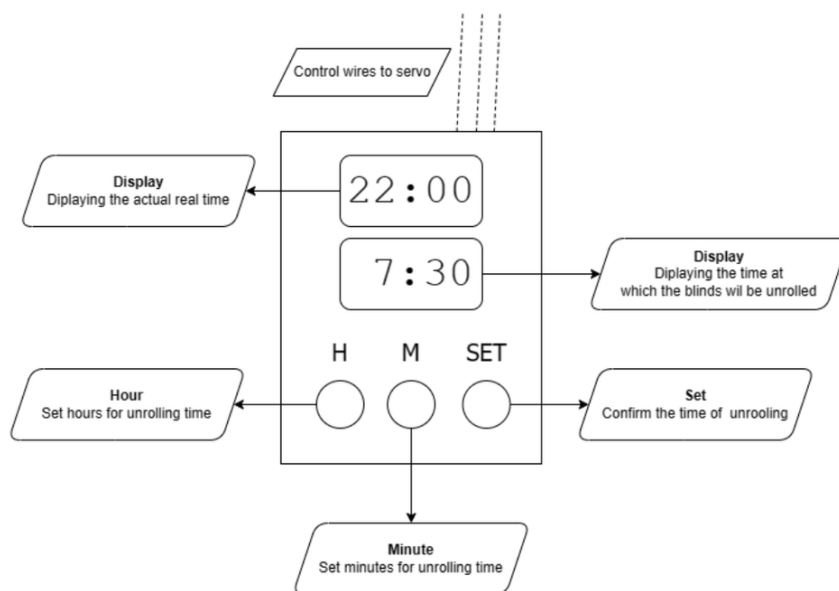 Control wires to servo
Display
Diplaying the actual real time
22:00
7:30
Display
Diplaying the time at
which the blinds wil be unrolled
H M SET
Hour
Set hours for unrolling time
Set
Confirm the time of unrooling
Minute
Set minutes for unrolling time